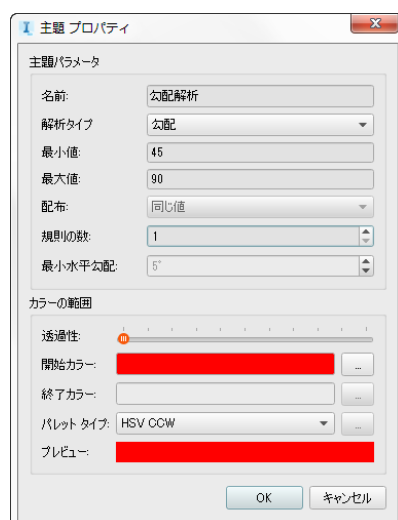 主題 プロパティ
主題パラメータ
名前: 勾配解析
解析タイプ 勾配
最小値: 45
最大値: 90
配布: 同じ値
規則の数: 1
最小水平勾配: 5°
カラーの範囲
透過性:
開始カラー: ...
終了カラー: ...
パレット タイプ: HSV CCW ...
プレビュー:
OK キャンセル